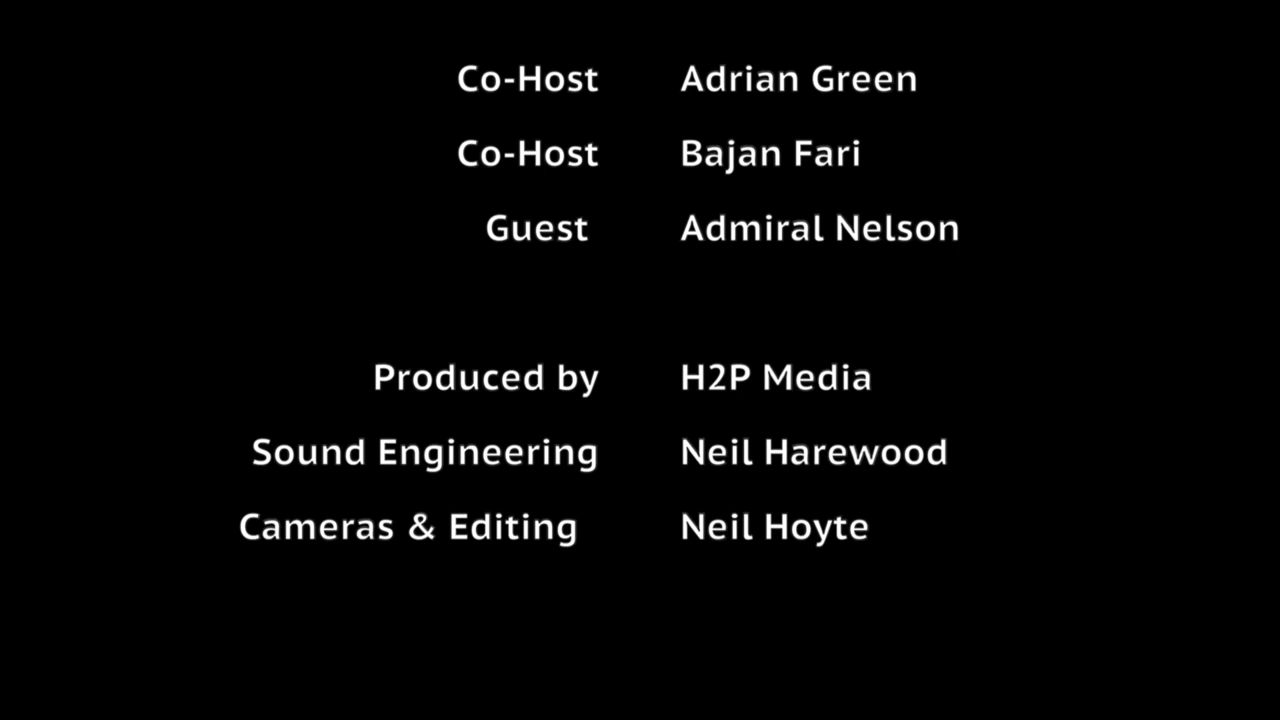 Co-Host Adrian Green
Co-Host Bajan Fari
Guest Admiral Nelson
Produced by H2P Media
Sound Engineering Neil Harewood
Cameras & Editing Neil Hoyte